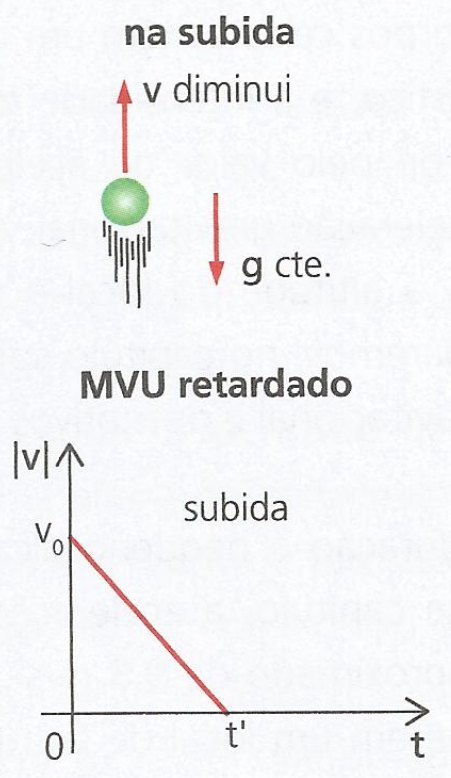 na subida
v diminui
g cte.
MVU retardado
|v|
subida
v₀
0
t'
t